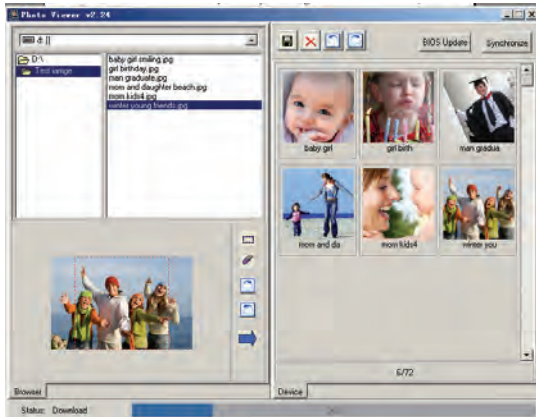 Photo Viewer v2.24
d: []
D:\
Test image
baby girl smiling.jpg
girl birthday.jpg
man graduate.jpg
mom and daughter beach.jpg
mom kids4.jpg
winter young friends.jpg
BIOS Update
Synchronize
baby girl
girl birth
man gradua
mom and da
mom kids4
winter you
6/72
Browser
Device
Status: Download